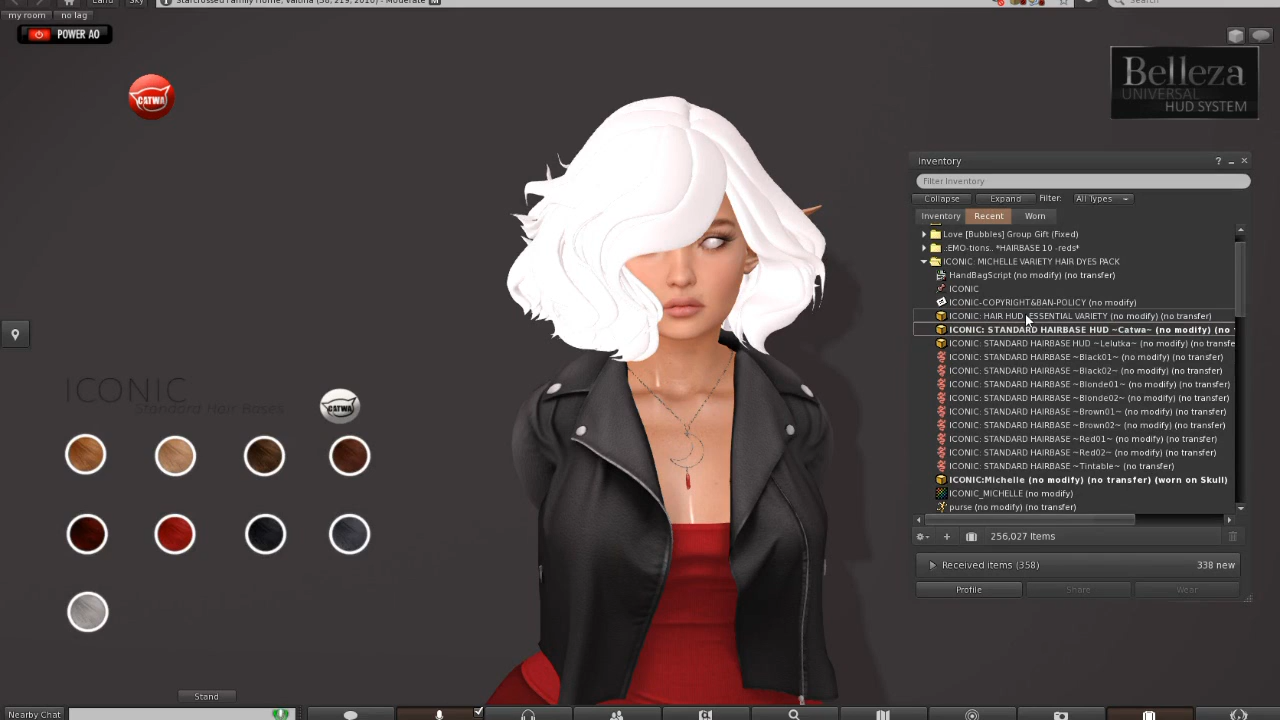 Land
Sky
Starcrossed Family Home, Valona (58, 219, 2010) - Moderate
Search
my room
no lag
POWER AO
CATWA
Belleza
UNIVERSAL
HUD SYSTEM
Inventory
? _ ×
Filter Inventory
Collapse Expand Filter: All Types
Inventory Recent Worn
Love [Bubbles] Group Gift (Fixed)
.:EMO-tions.. *HAIRBASE 10 -reds*
ICONIC: MICHELLE VARIETY HAIR DYES PACK
HandBagScript (no modify) (no transfer)
ICONIC
ICONIC-COPYRIGHT&BAN-POLICY (no modify)
ICONIC: HAIR HUD ESSENTIAL VARIETY (no modify) (no transfer)
ICONIC: STANDARD HAIRBASE HUD ~Catwa~ (no modify) (no
ICONIC: STANDARD HAIRBASE HUD ~Lelutka~ (no modify) (no transfe
ICONIC: STANDARD HAIRBASE ~Black01~ (no modify) (no transfer)
ICONIC: STANDARD HAIRBASE ~Black02~ (no modify) (no transfer)
ICONIC: STANDARD HAIRBASE ~Blonde01~ (no modify) (no transfer)
ICONIC: STANDARD HAIRBASE ~Blonde02~ (no modify) (no transfer)
ICONIC: STANDARD HAIRBASE ~Brown01~ (no modify) (no transfer)
ICONIC: STANDARD HAIRBASE ~Brown02~ (no modify) (no transfer)
ICONIC: STANDARD HAIRBASE ~Red01~ (no modify) (no transfer)
ICONIC: STANDARD HAIRBASE ~Red02~ (no modify) (no transfer)
ICONIC: STANDARD HAIRBASE ~Tintable~ (no transfer)
ICONIC:Michelle (no modify) (no transfer) (worn on Skull)
ICONIC_MICHELLE (no modify)
purse (no modify) (no transfer)
256,027 Items
Received items (358) 338 new
Profile Share Wear
ICONIC
Standard Hair Bases
CATWA
Stand
Nearby Chat